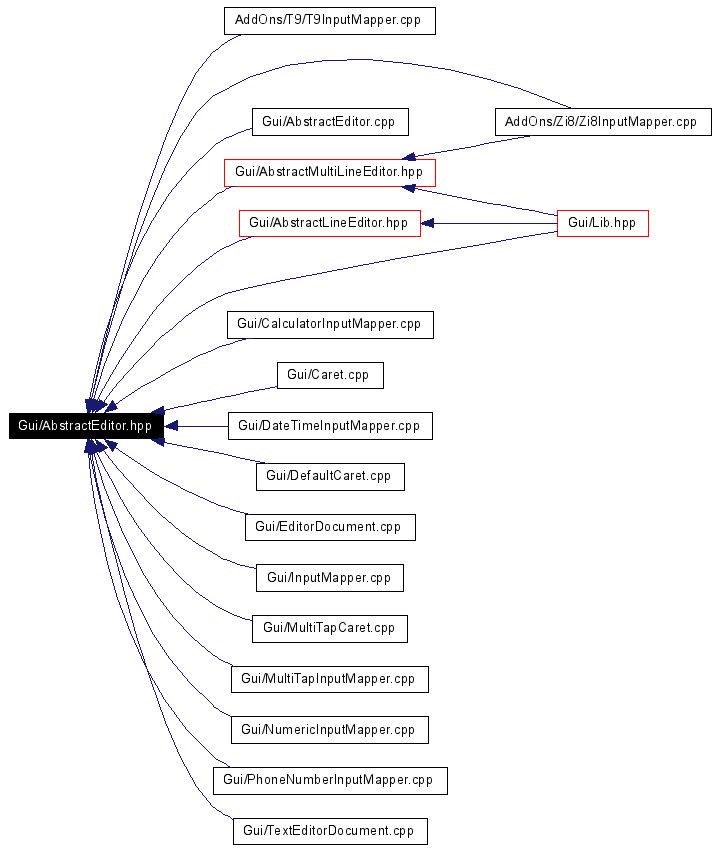 AddOns/T9/T9InputMapper.cpp
Gui/AbstractEditor.cpp
AddOns/Zi8/Zi8InputMapper.cpp
Gui/AbstractMultiLineEditor.hpp
Gui/AbstractLineEditor.hpp
Gui/Lib.hpp
Gui/CalculatorInputMapper.cpp
Gui/Caret.cpp
Gui/AbstractEditor.hpp
Gui/DateTimeInputMapper.cpp
Gui/DefaultCaret.cpp
Gui/EditorDocument.cpp
Gui/InputMapper.cpp
Gui/MultiTapCaret.cpp
Gui/MultiTapInputMapper.cpp
Gui/NumericInputMapper.cpp
Gui/PhoneNumberInputMapper.cpp
Gui/TextEditorDocument.cpp